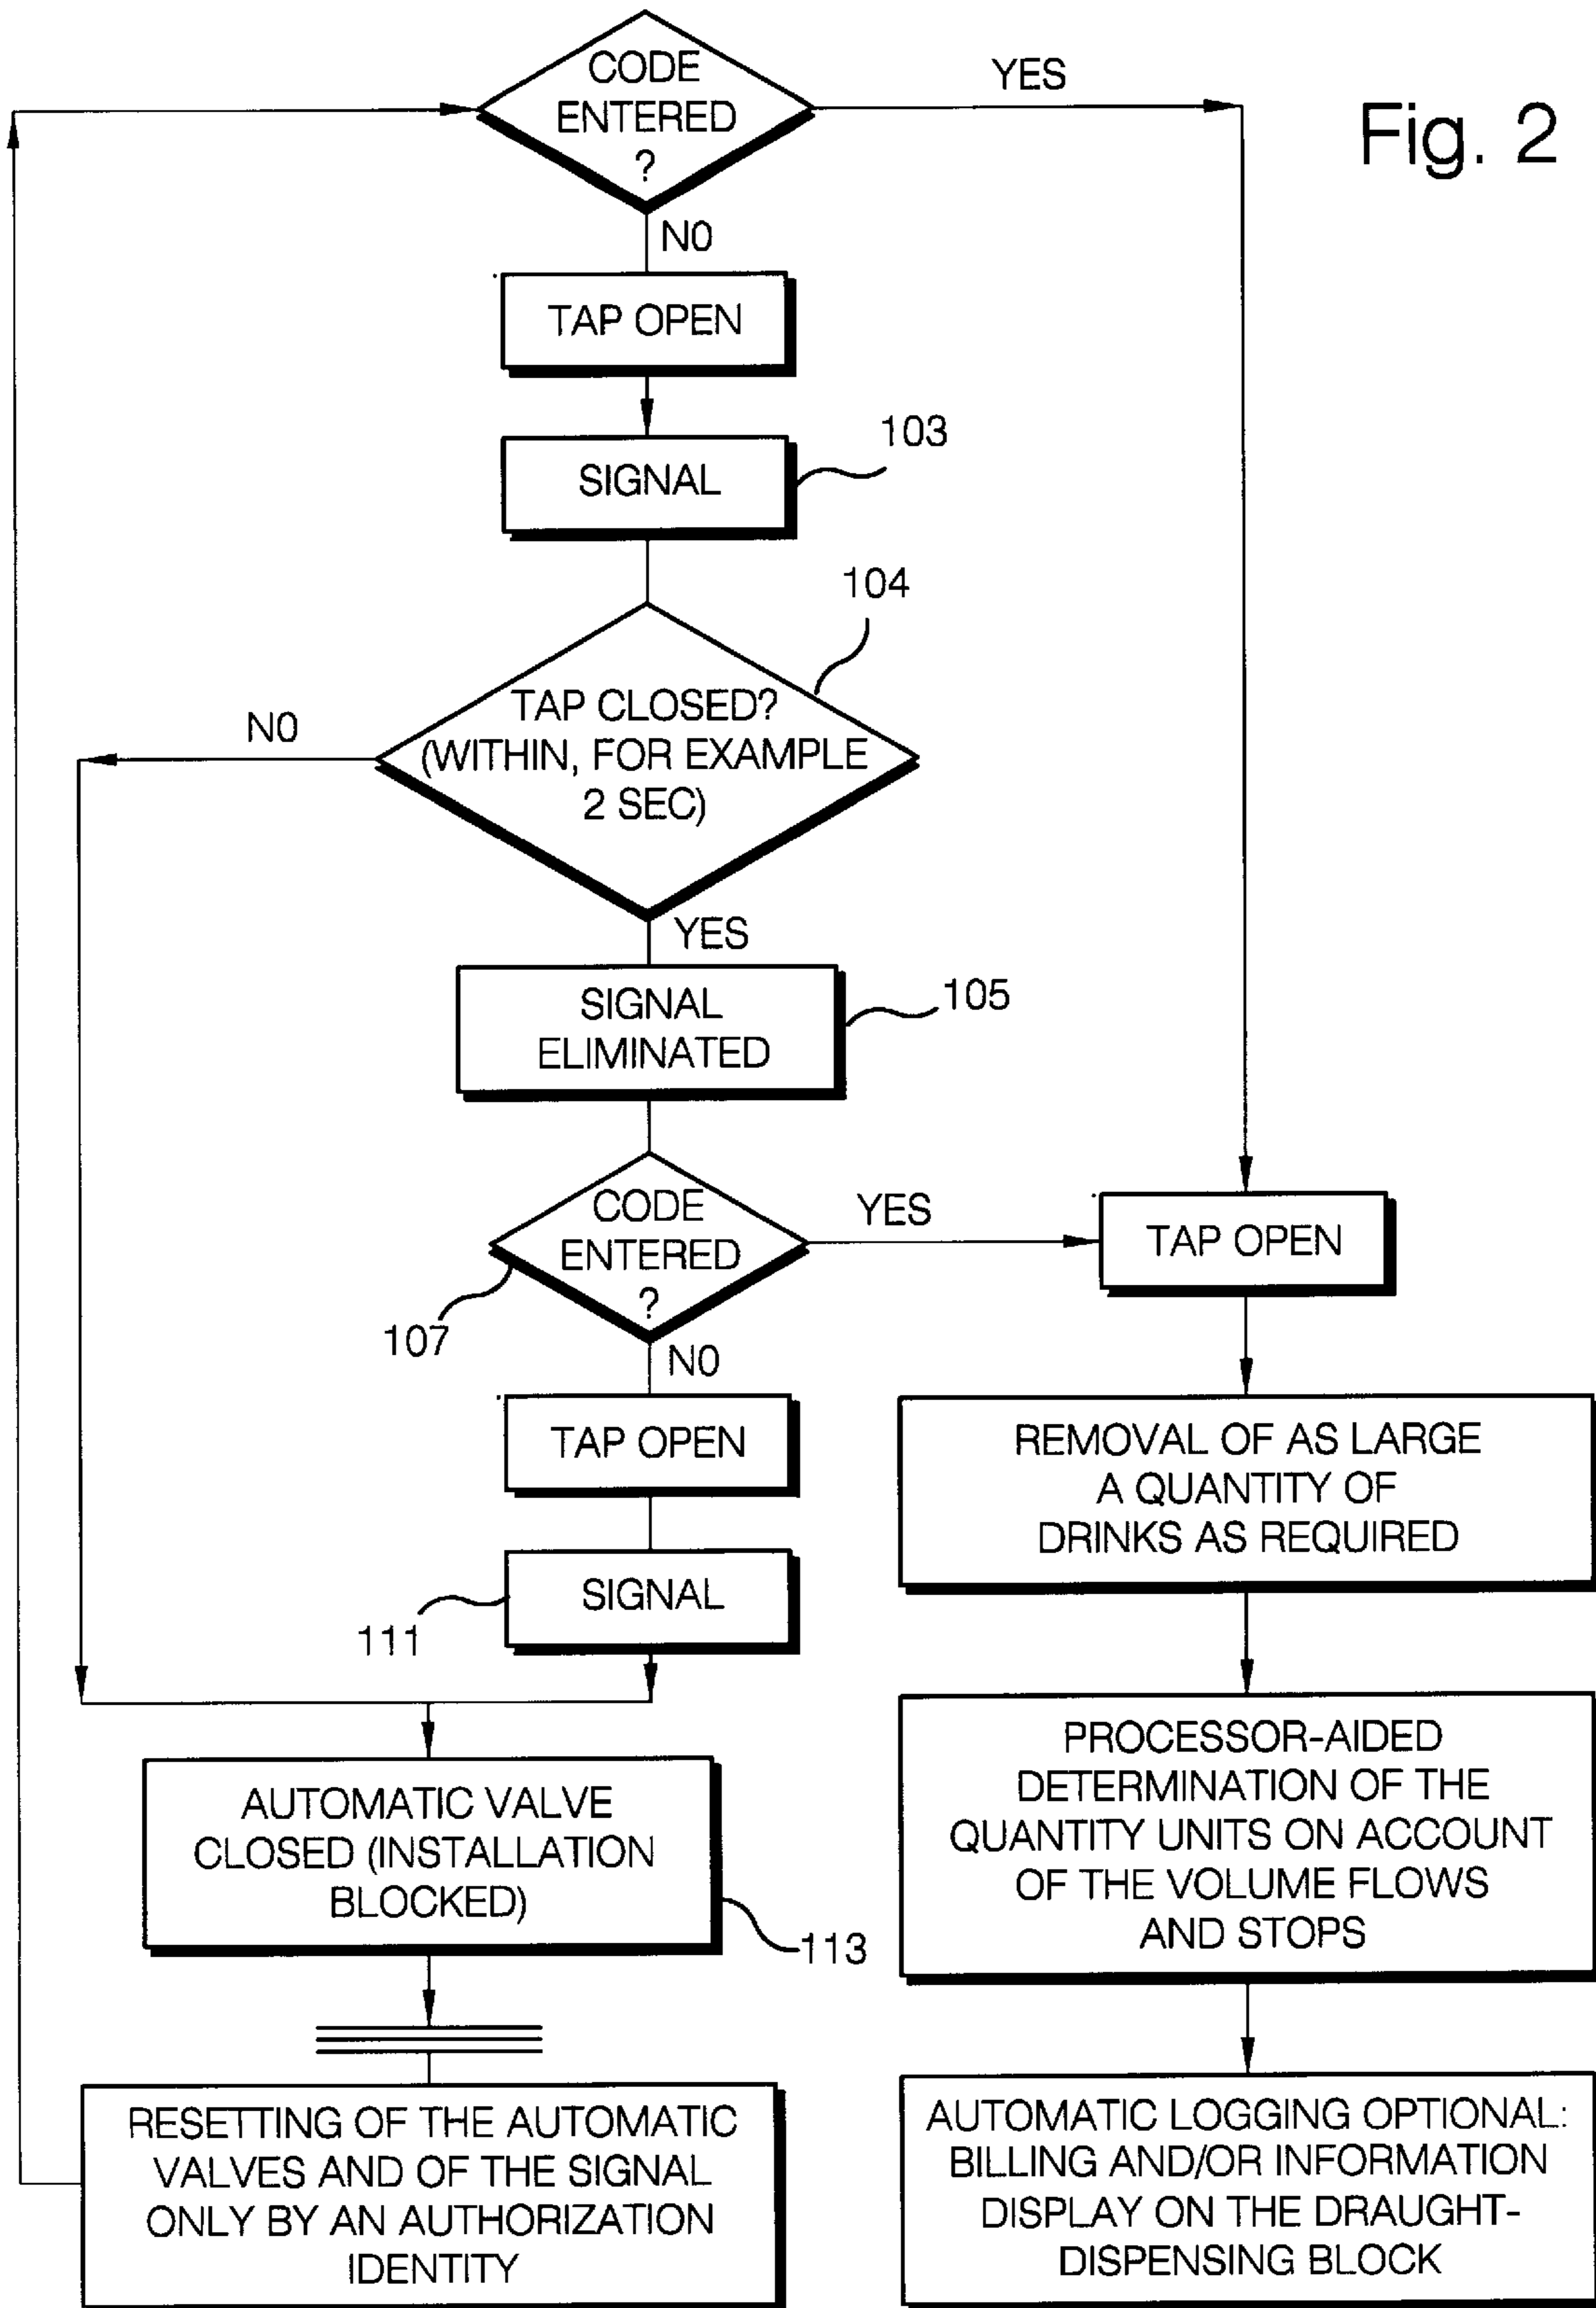 CODE
ENTERED
?
YES
Fig. 2
NO
TAP OPEN
SIGNAL
103
104
TAP CLOSED?
(WITHIN, FOR EXAMPLE
2 SEC)
NO
YES
SIGNAL
ELIMINATED
105
CODE
ENTERED
?
YES
107
NO
TAP OPEN
TAP OPEN
SIGNAL
111
REMOVAL OF AS LARGE
A QUANTITY OF
DRINKS AS REQUIRED
AUTOMATIC VALVE
CLOSED (INSTALLATION
BLOCKED)
113
PROCESSOR-AIDED
DETERMINATION OF THE
QUANTITY UNITS ON ACCOUNT
OF THE VOLUME FLOWS
AND STOPS
RESETTING OF THE AUTOMATIC
VALVES AND OF THE SIGNAL
ONLY BY AN AUTHORIZATION
IDENTITY
AUTOMATIC LOGGING OPTIONAL:
BILLING AND/OR INFORMATION
DISPLAY ON THE DRAUGHT-
DISPENSING BLOCK